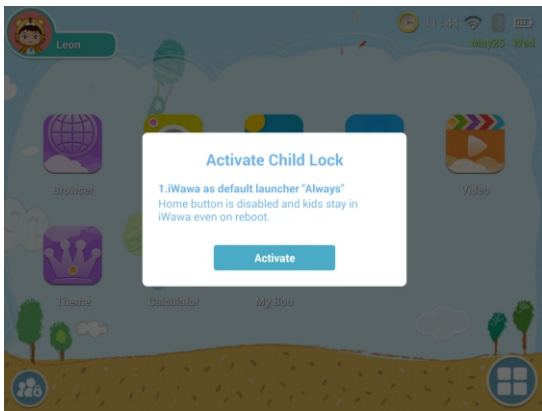 Leon
11:44
May25 Wed
Activate Child Lock
1.iWawa as default launcher "Always"
Home button is disabled and kids stay in
iWawa even on reboot.
Activate
Browser
Video
Theme
Calculator
My Boo